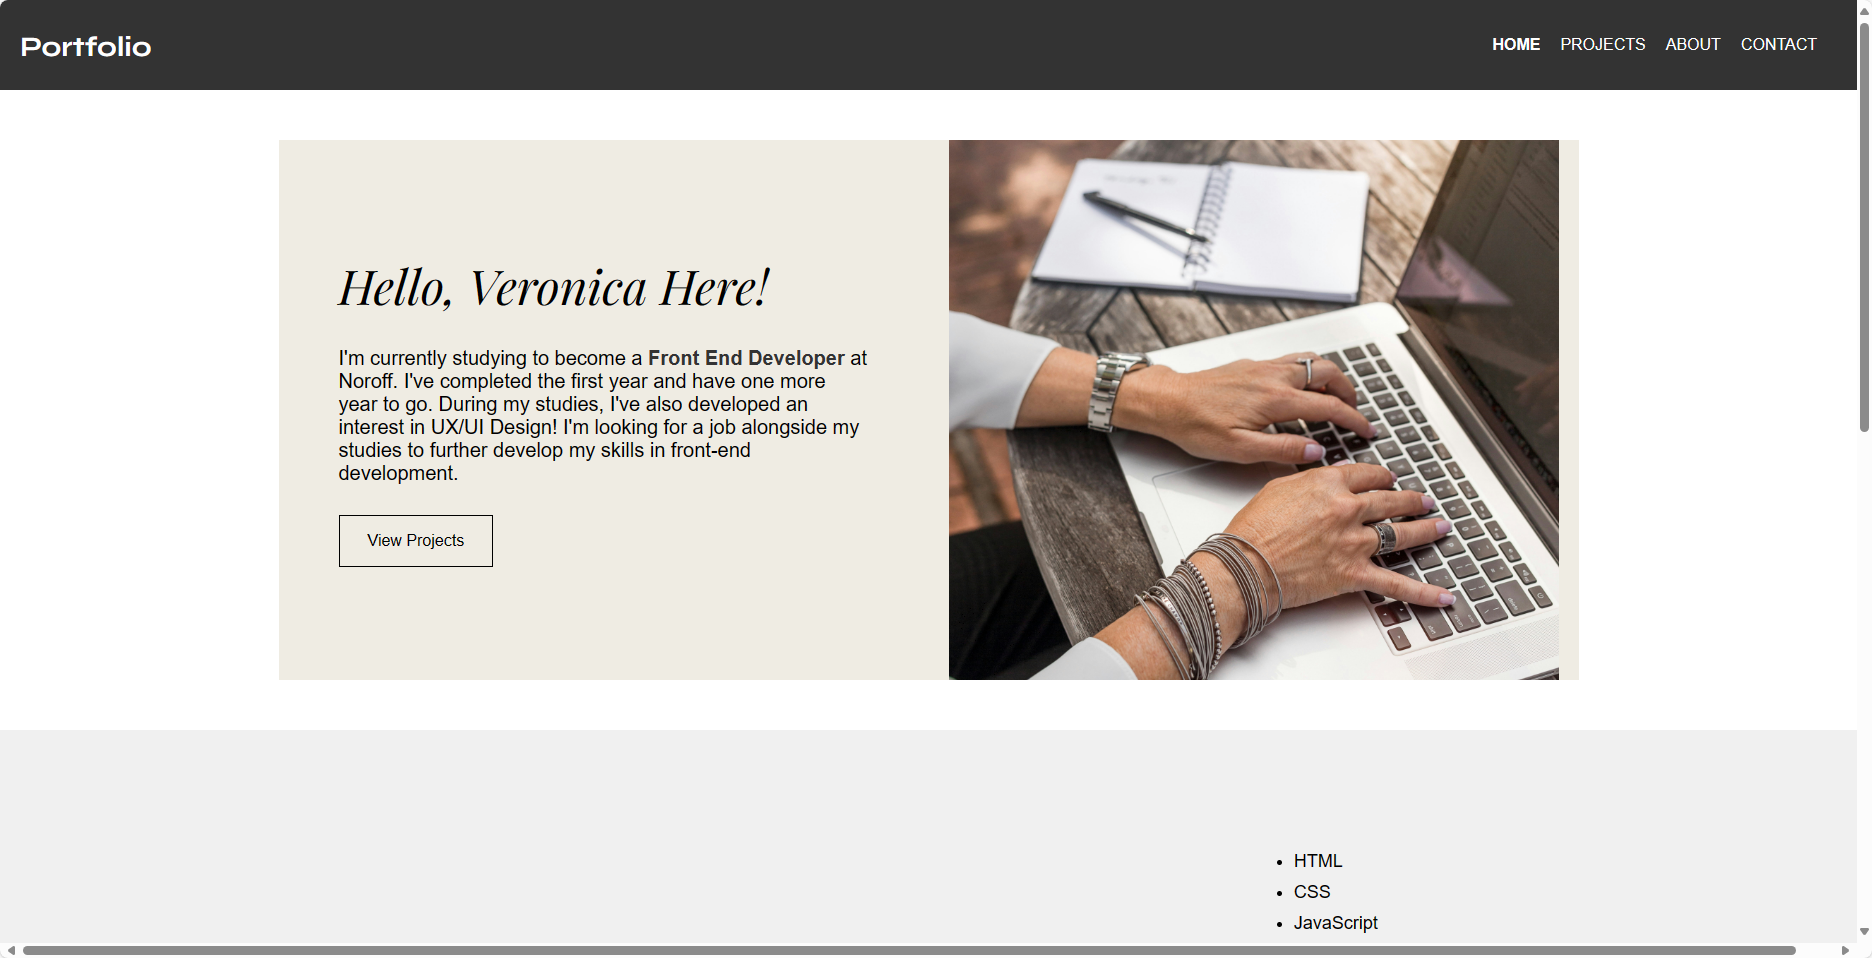 Portfolio
HOME PROJECTS ABOUT CONTACT
Hello, Veronica Here!
I'm currently studying to become a Front End Developer at
Noroff. I've completed the first year and have one more
year to go. During my studies, I've also developed an
interest in UX/UI Design! I'm looking for a job alongside my
studies to further develop my skills in front-end
development.
View Projects
HTML
CSS
JavaScript